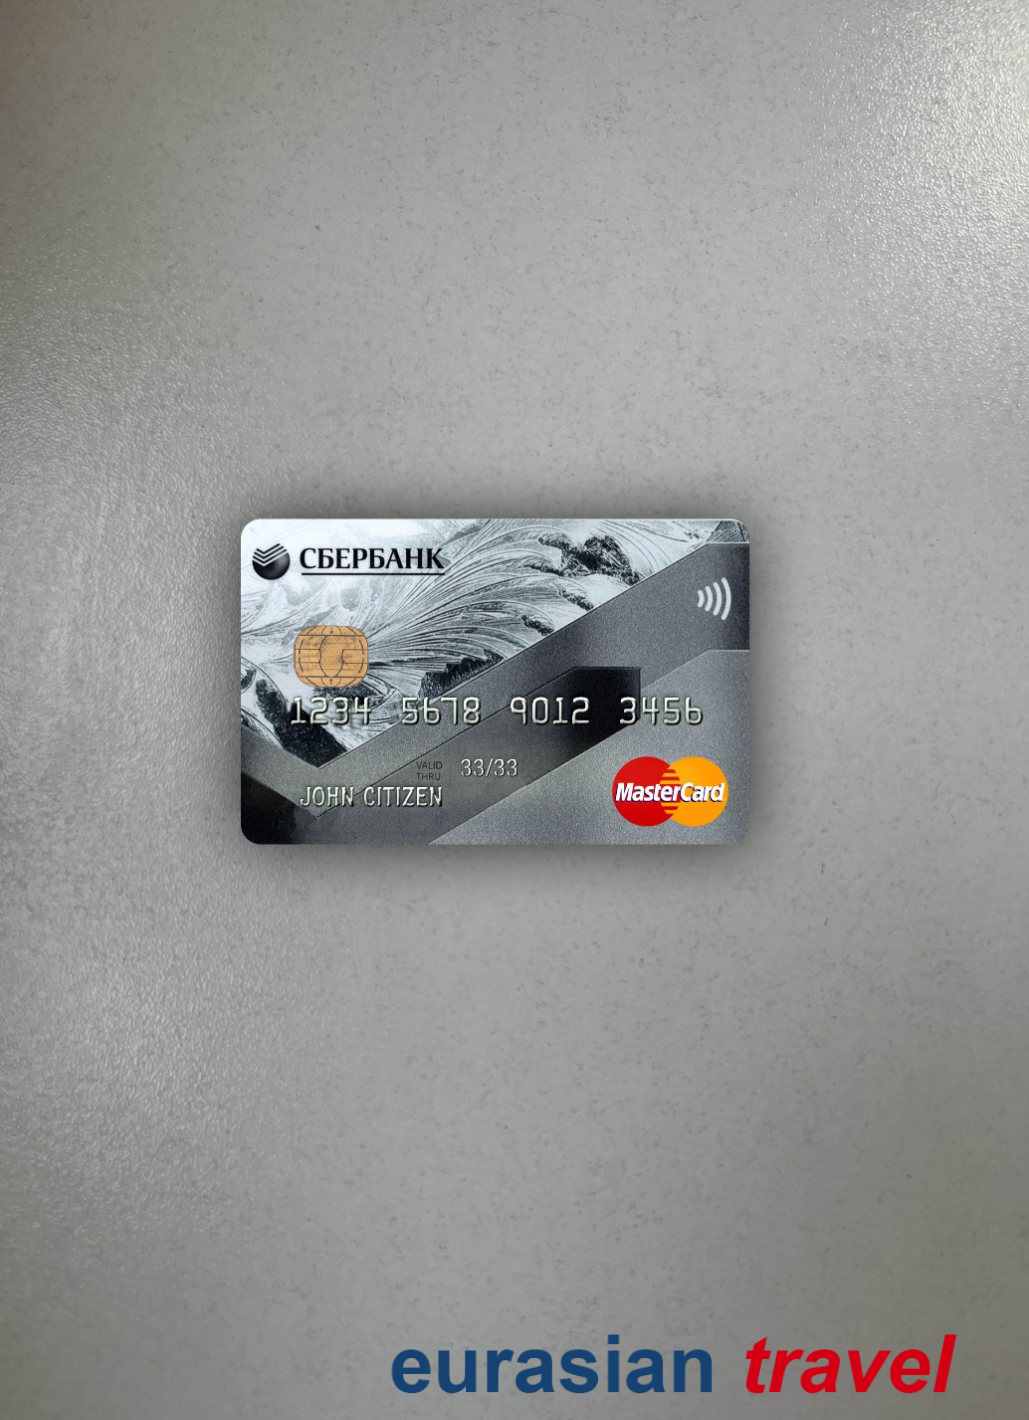 СБЕРБАНК
1234 5678 9012 3456
VALID
THRU
33/33
JOHN CITIZEN
MasterCard
eurasian travel